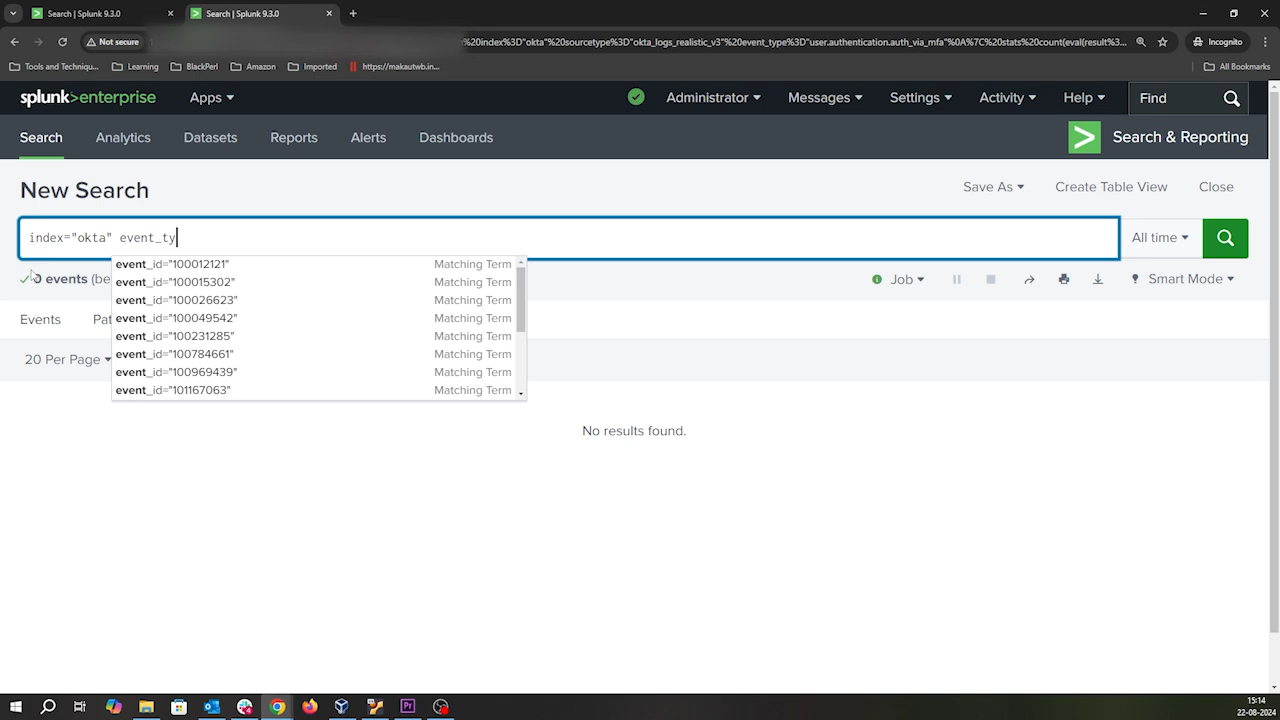 Search | Splunk 9.3.0
Search | Splunk 9.3.0
Not secure
%20index%3D"okta"%20sourcetype%3D"okta_logs_realistic_v3"%20event_type%3D"user.authentication.auth_via_mfa"%0A%7C%20stats%20count(eval(result%3...
Incognito
Tools and Techniqu...
Learning
BlackPerl
Amazon
Imported
https://makautwb.in...
All Bookmarks
splunk>enterprise
Apps
Administrator
Messages
Settings
Activity
Help
Find
Search
Analytics
Datasets
Reports
Alerts
Dashboards
Search & Reporting
New Search
Save As
Create Table View
Close
index="okta" event_ty
All time
event_id="100012121" Matching Term
event_id="100015302" Matching Term
event_id="100026623" Matching Term
event_id="100049542" Matching Term
event_id="100231285" Matching Term
event_id="100784661" Matching Term
event_id="100969439" Matching Term
event_id="101167063" Matching Term
0 events (be
Job
Smart Mode
Events
Pat
20 Per Page
No results found.
15:14
22-08-2024